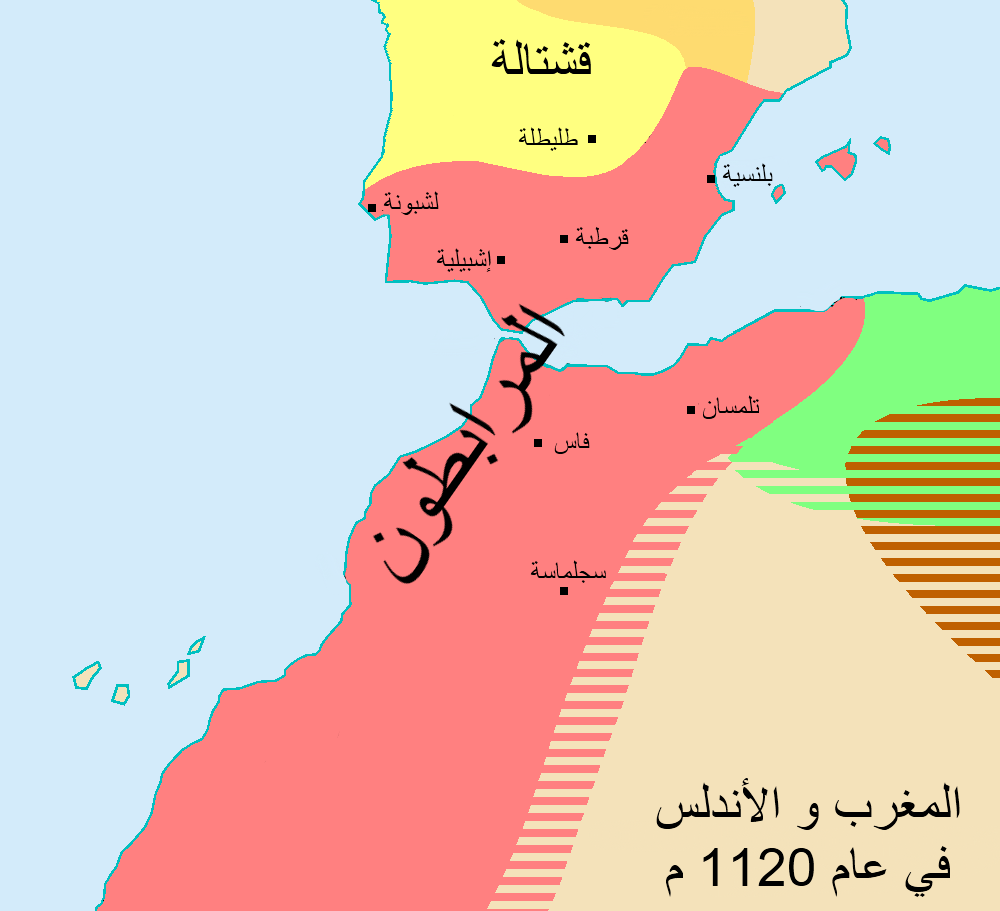 قشتالة
طليطلة
بلنسية
لشبونة
قرطبة
إشبيلية
المرابطون
تلمسان
فاس
سجلماسة
المغرب و الأندلس
في عام 1120 م